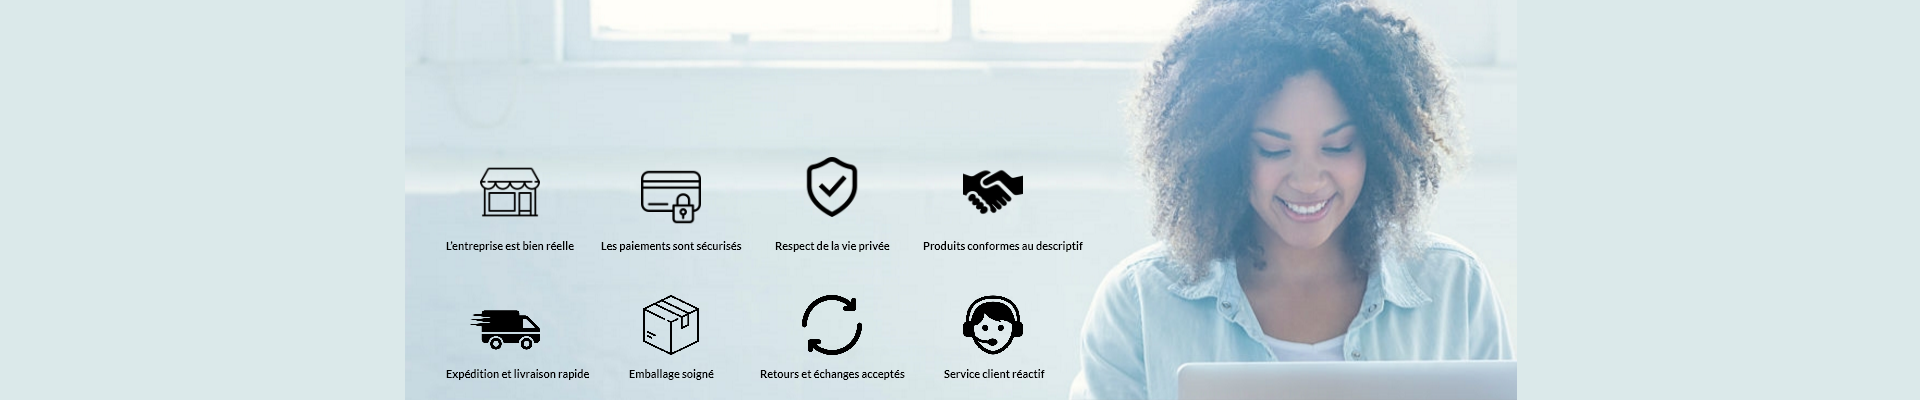 L'entreprise est bien réelle
Les paiements sont sécurisés
Respect de la vie privée
Produits conformes au descriptif
Expédition et livraison rapide
Emballage soigné
Retours et échanges acceptés
Service client réactif